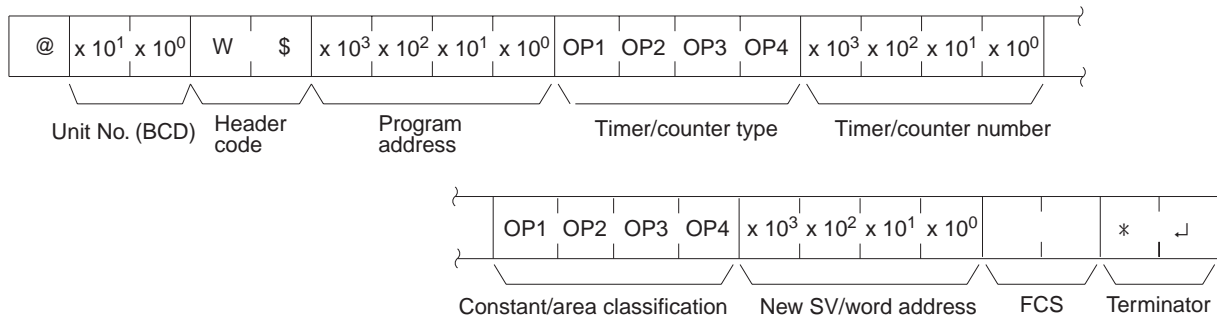 @ x 10¹ x 10⁰ W $ x 10³ x 10² x 10¹ x 10⁰ OP1 OP2 OP3 OP4 x 10³ x 10² x 10¹ x 10⁰
Unit No. (BCD) Header code Program address Timer/counter type Timer/counter number
OP1 OP2 OP3 OP4 x 10³ x 10² x 10¹ x 10⁰ * ↵
Constant/area classification New SV/word address FCS Terminator